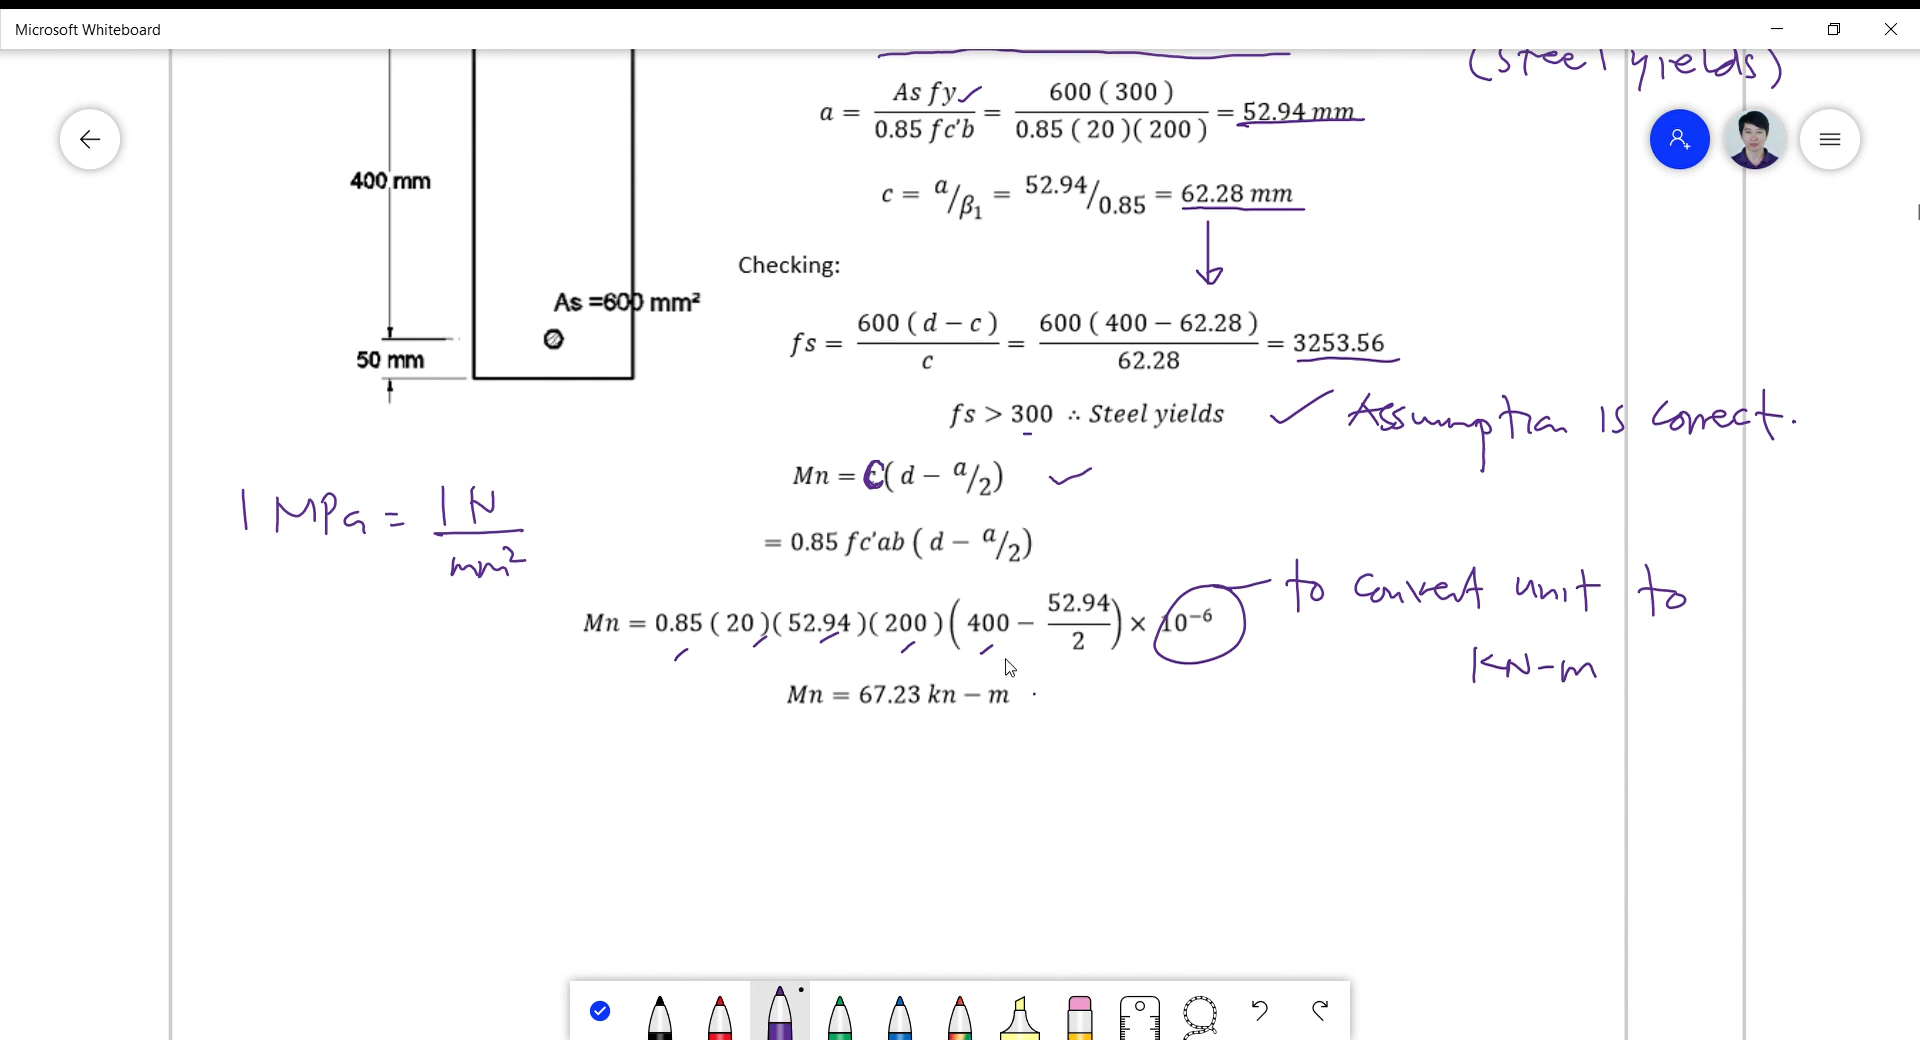 Microsoft Whiteboard
(Steel yields)
a = As fy / 0.85 fc'b = 600 ( 300 ) / 0.85 ( 20 )( 200 ) = 52.94 mm
400 mm
c = a/β₁ = 52.94/0.85 = 62.28 mm
Checking:
As =600 mm²
fs = 600 ( d − c ) / c = 600 ( 400 − 62.28 ) / 62.28 = 3253.56
50 mm
fs > 300 ∴ Steel yields ✓ Assumption is correct.
Mn = C( d − a/2) ✓
1 MPa = 1 N / mm²
= 0.85 fc'ab ( d − a/2)
to convert unit to
Mn = 0.85 ( 20 )( 52.94 )( 200 ) ( 400 − 52.94 / 2 ) × 10⁻⁶
KN-m
Mn = 67.23 kn − m